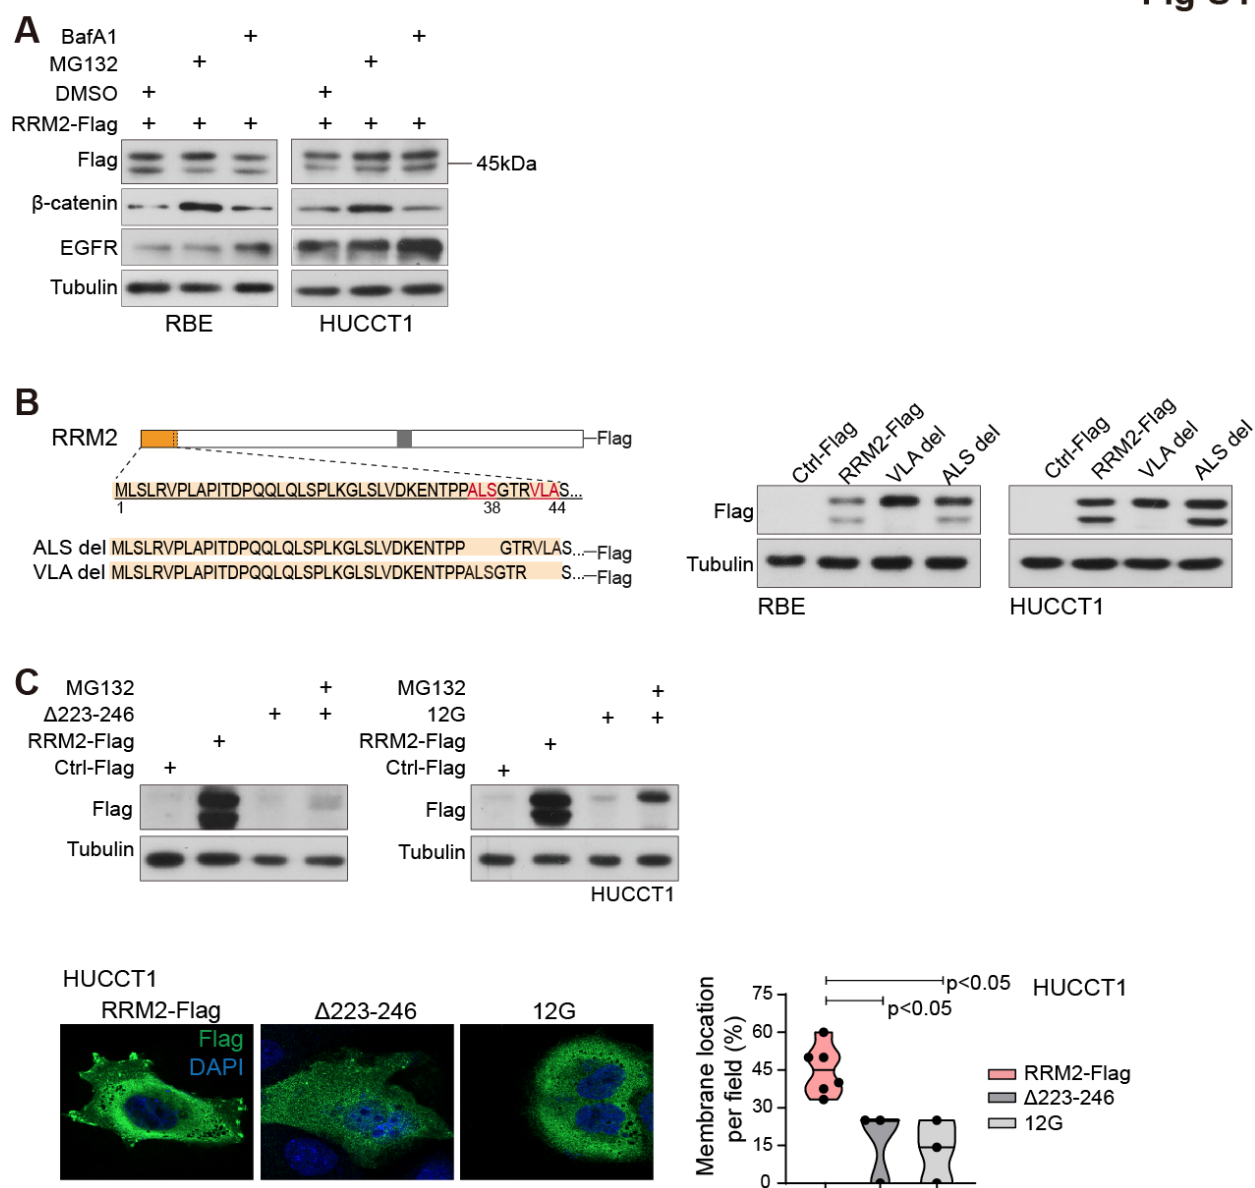 A
BafA1 + +
MG132 + +
DMSO + +
RRM2-Flag + + + + + +
Flag
45kDa
β-catenin
EGFR
Tubulin
RBE HUCCT1
B
RRM2
Flag
MLSLRVPLAPITDPQQLQLSPLKGLSLVDKENTPPALSGTRVLAS...
1 38 44
ALS del MLSLRVPLAPITDPQQLQLSPLKGLSLVDKENTPP GTRVLAS... Flag
VLA del MLSLRVPLAPITDPQQLQLSPLKGLSLVDKENTPPALSGTR S... Flag
Ctrl-Flag RRM2-Flag VLA del ALS del
Ctrl-Flag RRM2-Flag VLA del ALS del
Flag
Tubulin
RBE HUCCT1
C
MG132 +
Δ223-246 + +
RRM2-Flag +
Ctrl-Flag +
Flag
Tubulin
MG132 +
12G + +
RRM2-Flag +
Ctrl-Flag +
Flag
Tubulin
HUCCT1
HUCCT1
RRM2-Flag Δ223-246 12G
Flag
DAPI
Membrane location
per field (%)
75
60
45
30
15
0
p<0.05
p<0.05
HUCCT1
RRM2-Flag
Δ223-246
12G